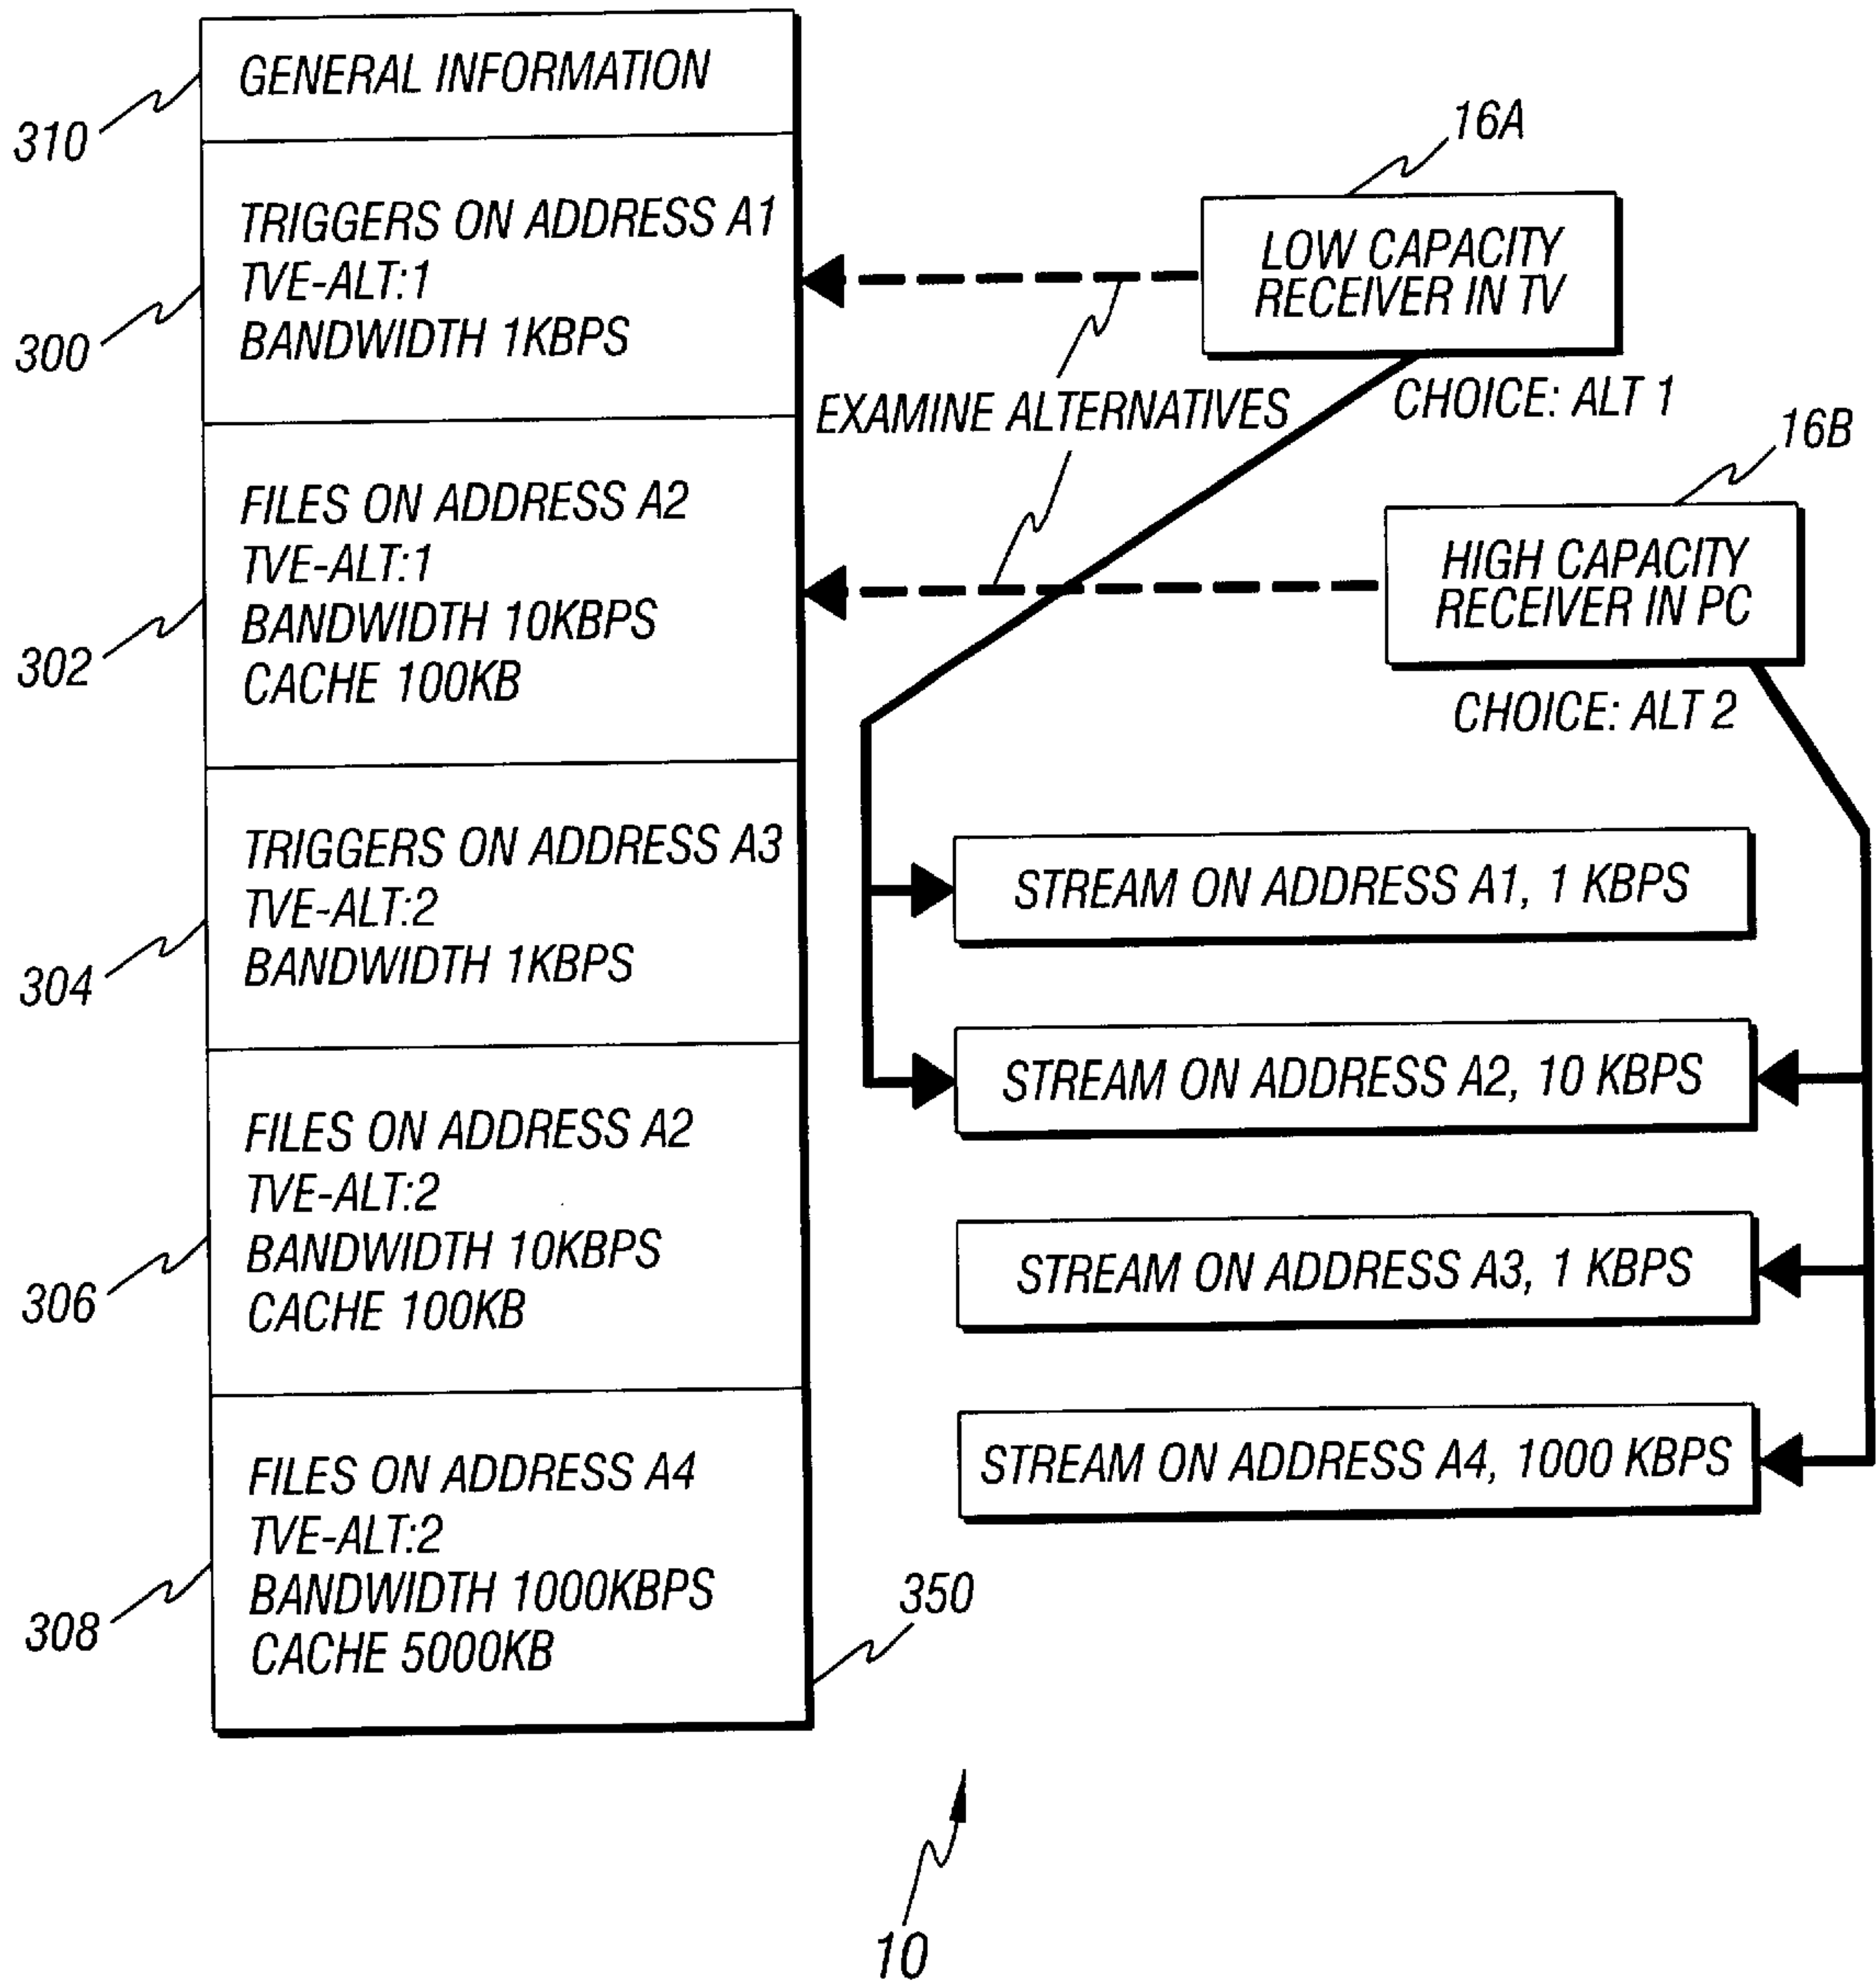 GENERAL INFORMATION
310
TRIGGERS ON ADDRESS A1
TVE-ALT:1
BANDWIDTH 1KBPS
300
FILES ON ADDRESS A2
TVE-ALT:1
BANDWIDTH 10KBPS
CACHE 100KB
302
TRIGGERS ON ADDRESS A3
TVE-ALT:2
BANDWIDTH 1KBPS
304
FILES ON ADDRESS A2
TVE-ALT:2
BANDWIDTH 10KBPS
CACHE 100KB
306
FILES ON ADDRESS A4
TVE-ALT:2
BANDWIDTH 1000KBPS
CACHE 5000KB
308
350
16A
LOW CAPACITY
RECEIVER IN TV
CHOICE: ALT 1
EXAMINE ALTERNATIVES
16B
HIGH CAPACITY
RECEIVER IN PC
CHOICE: ALT 2
STREAM ON ADDRESS A1, 1 KBPS
STREAM ON ADDRESS A2, 10 KBPS
STREAM ON ADDRESS A3, 1 KBPS
STREAM ON ADDRESS A4, 1000 KBPS
10